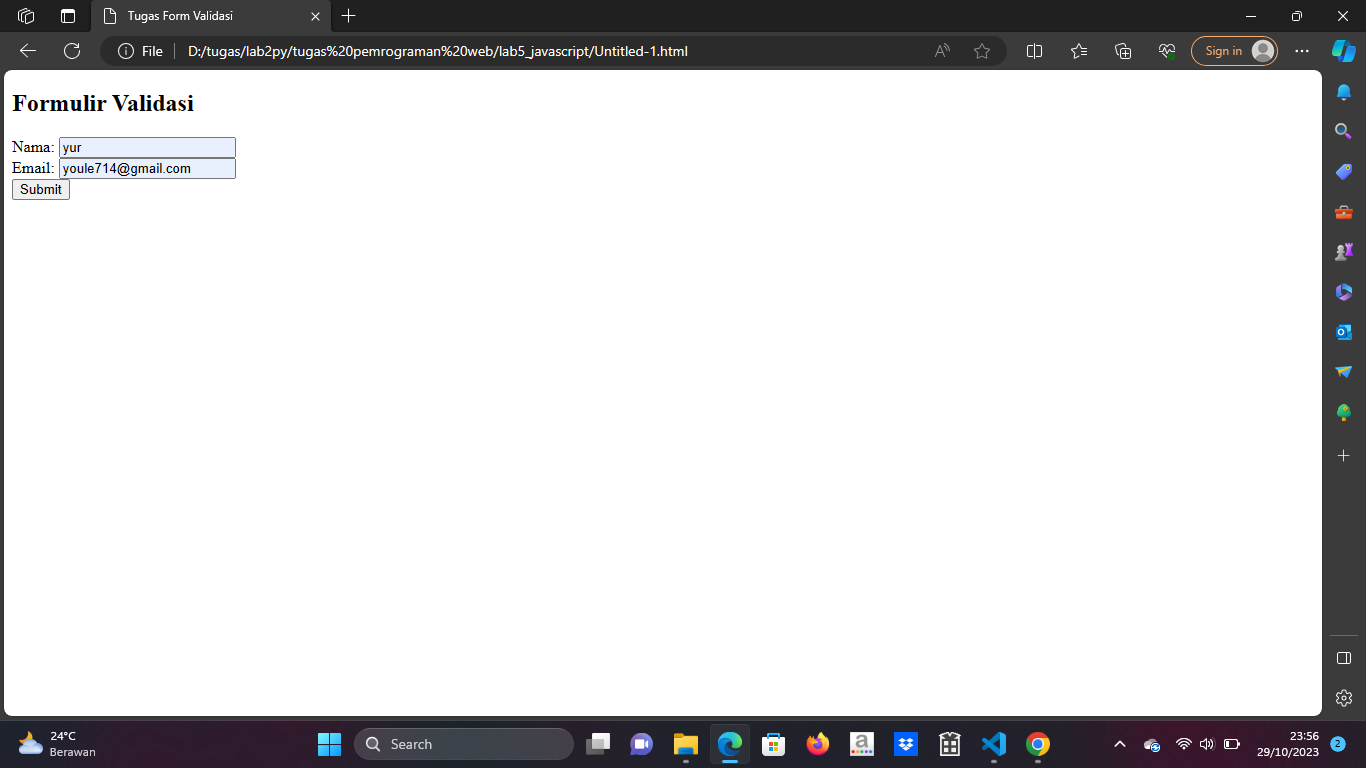 Tugas Form Validasi
File
D:/tugas/lab2py/tugas%20pemrograman%20web/lab5_javascript/Untitled-1.html
Sign in
Formulir Validasi
Nama: yur
Email: youle714@gmail.com
Submit
24°C
Berawan
Search
23:56
29/10/2023
2